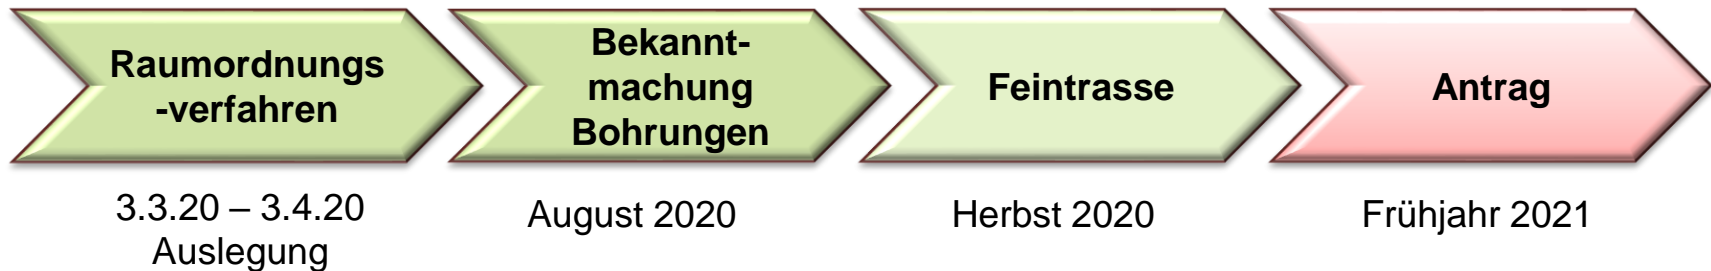 Raumordnungs
-verfahren
3.3.20 – 3.4.20
Auslegung
Bekannt-
machung
Bohrungen
August 2020
Feintrasse
Herbst 2020
Antrag
Frühjahr 2021